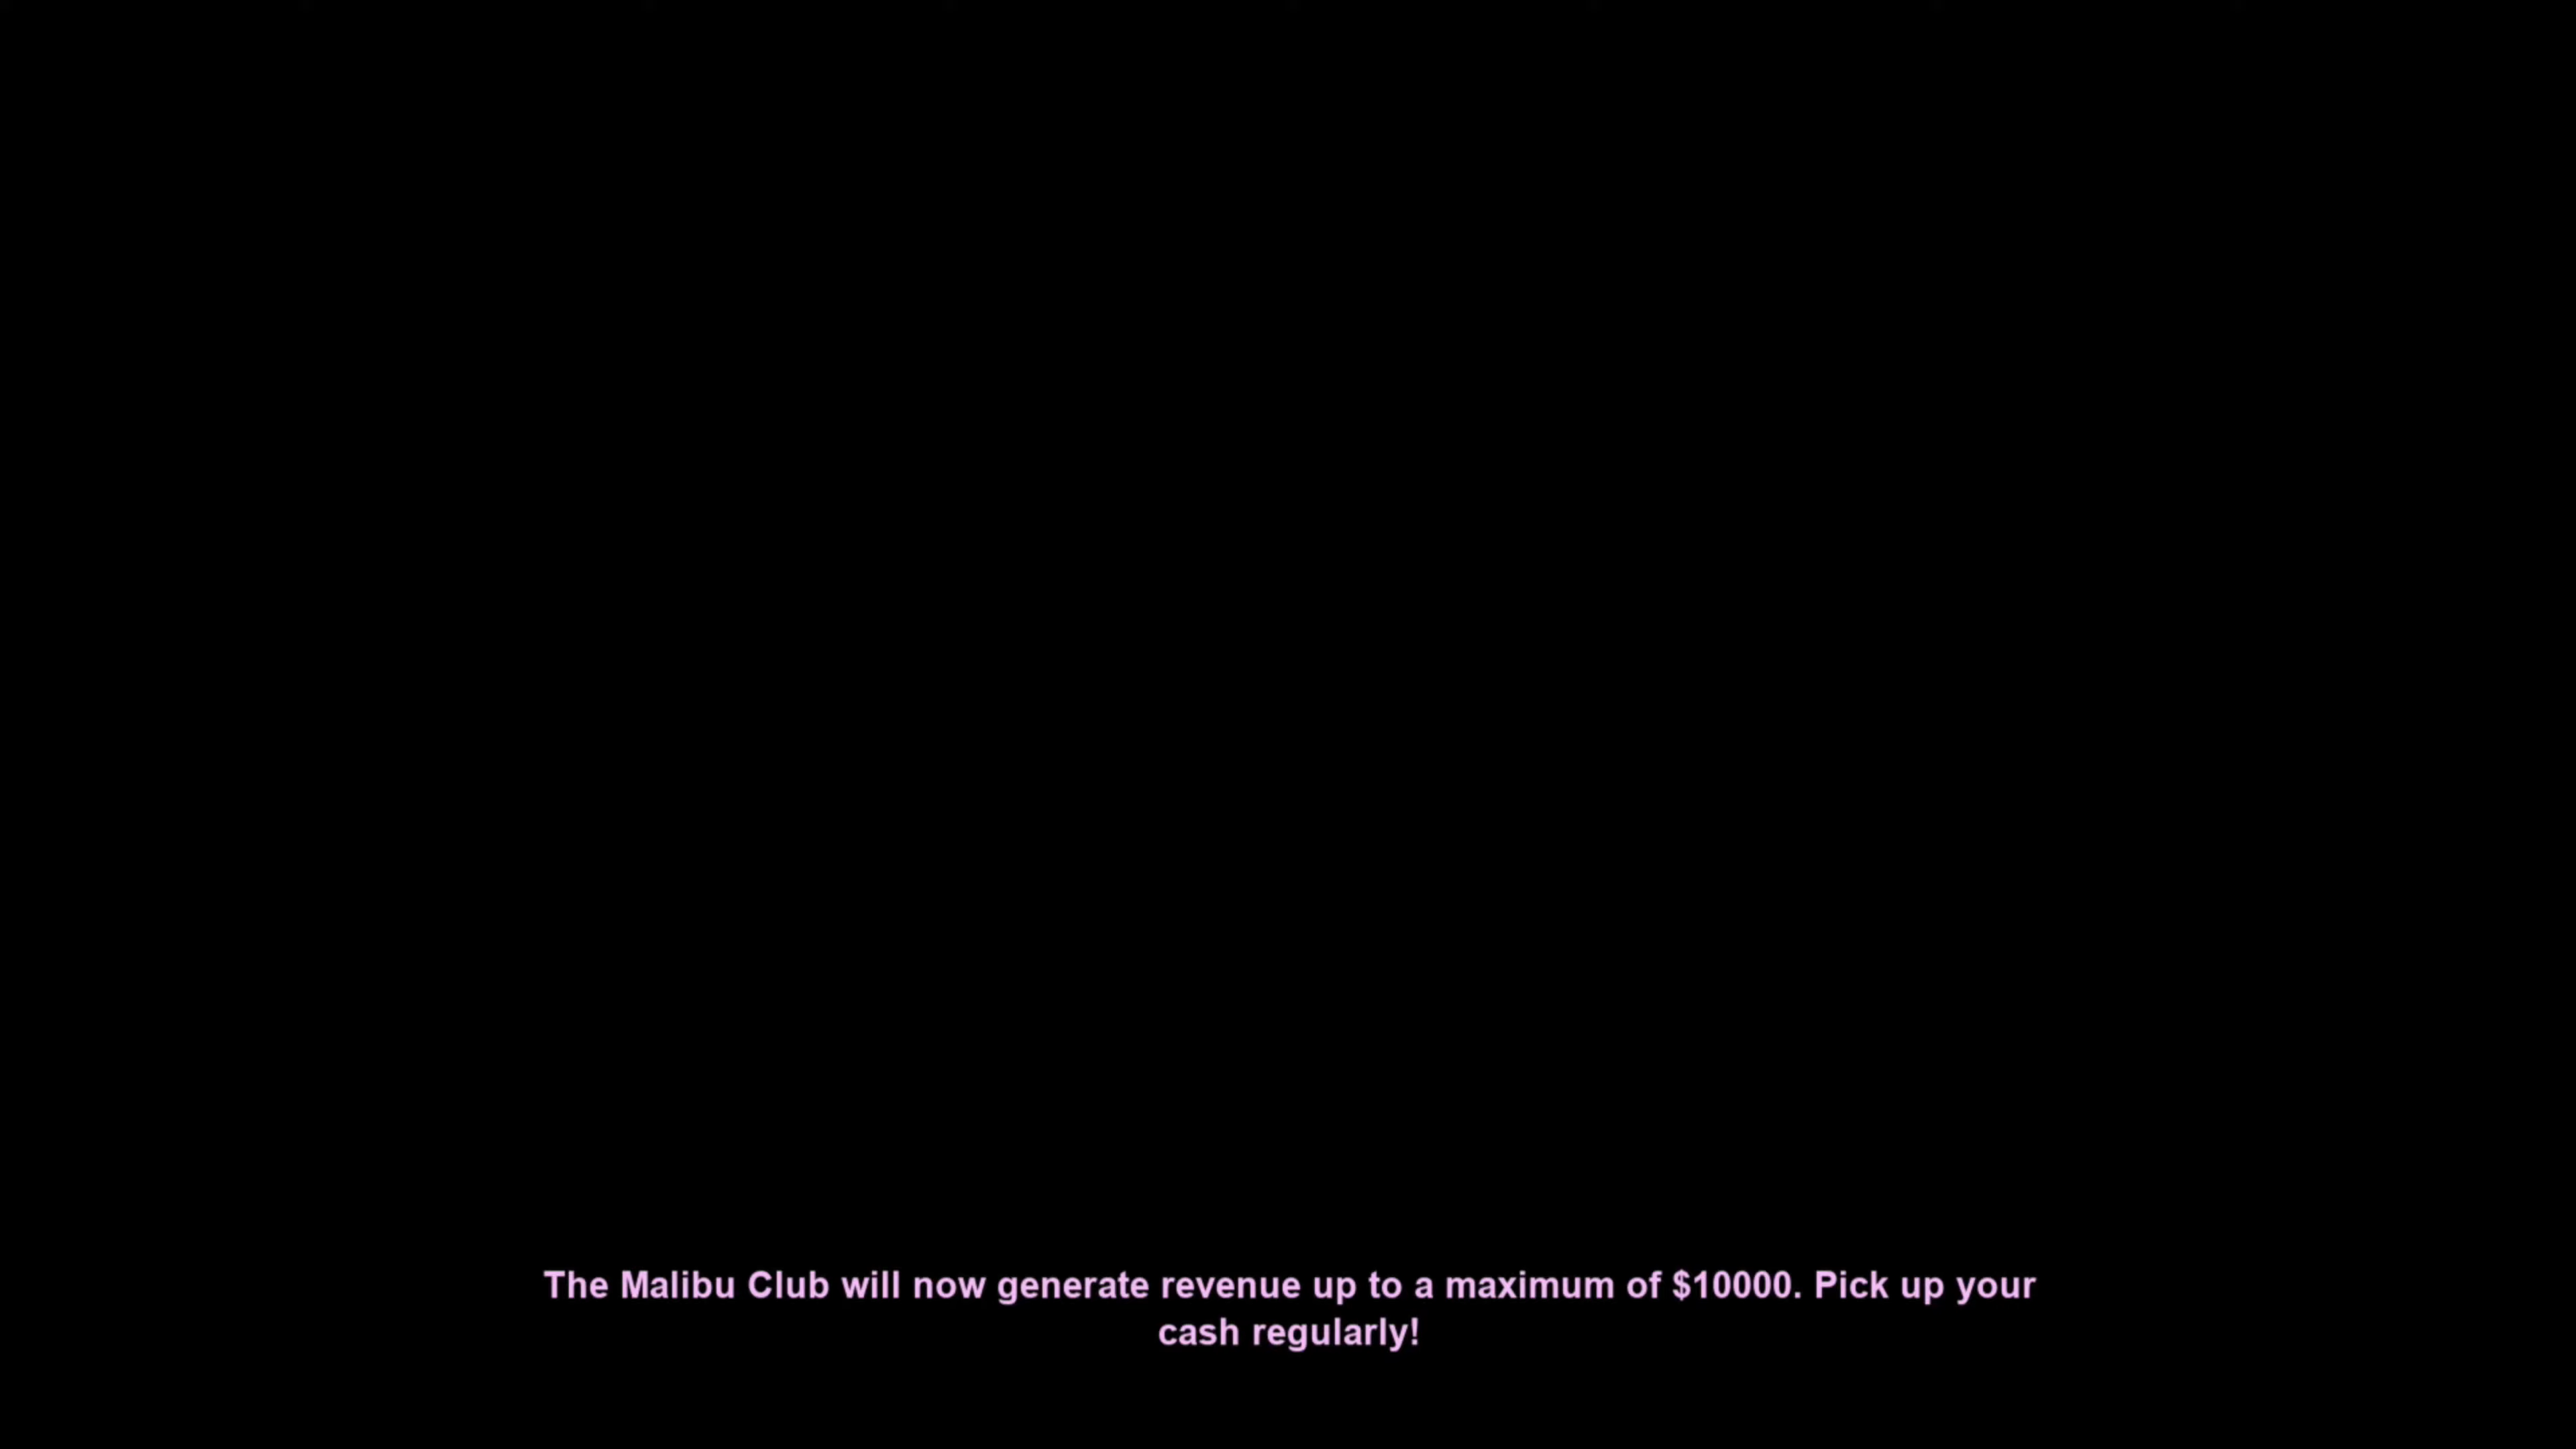 The Malibu Club will now generate revenue up to a maximum of $10000. Pick up your
cash regularly!